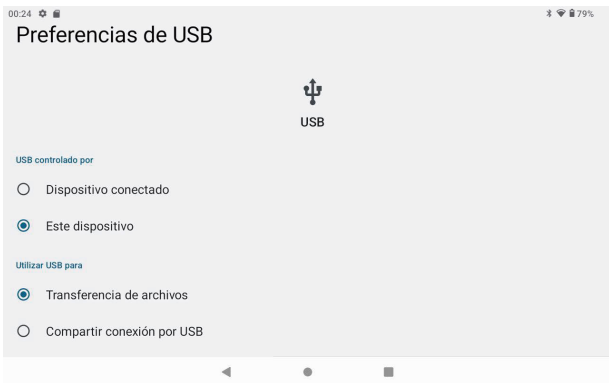 00:24 79%
Preferencias de USB
USB
USB controlado por
Dispositivo conectado
Este dispositivo
Utilizar USB para
Transferencia de archivos
Compartir conexión por USB